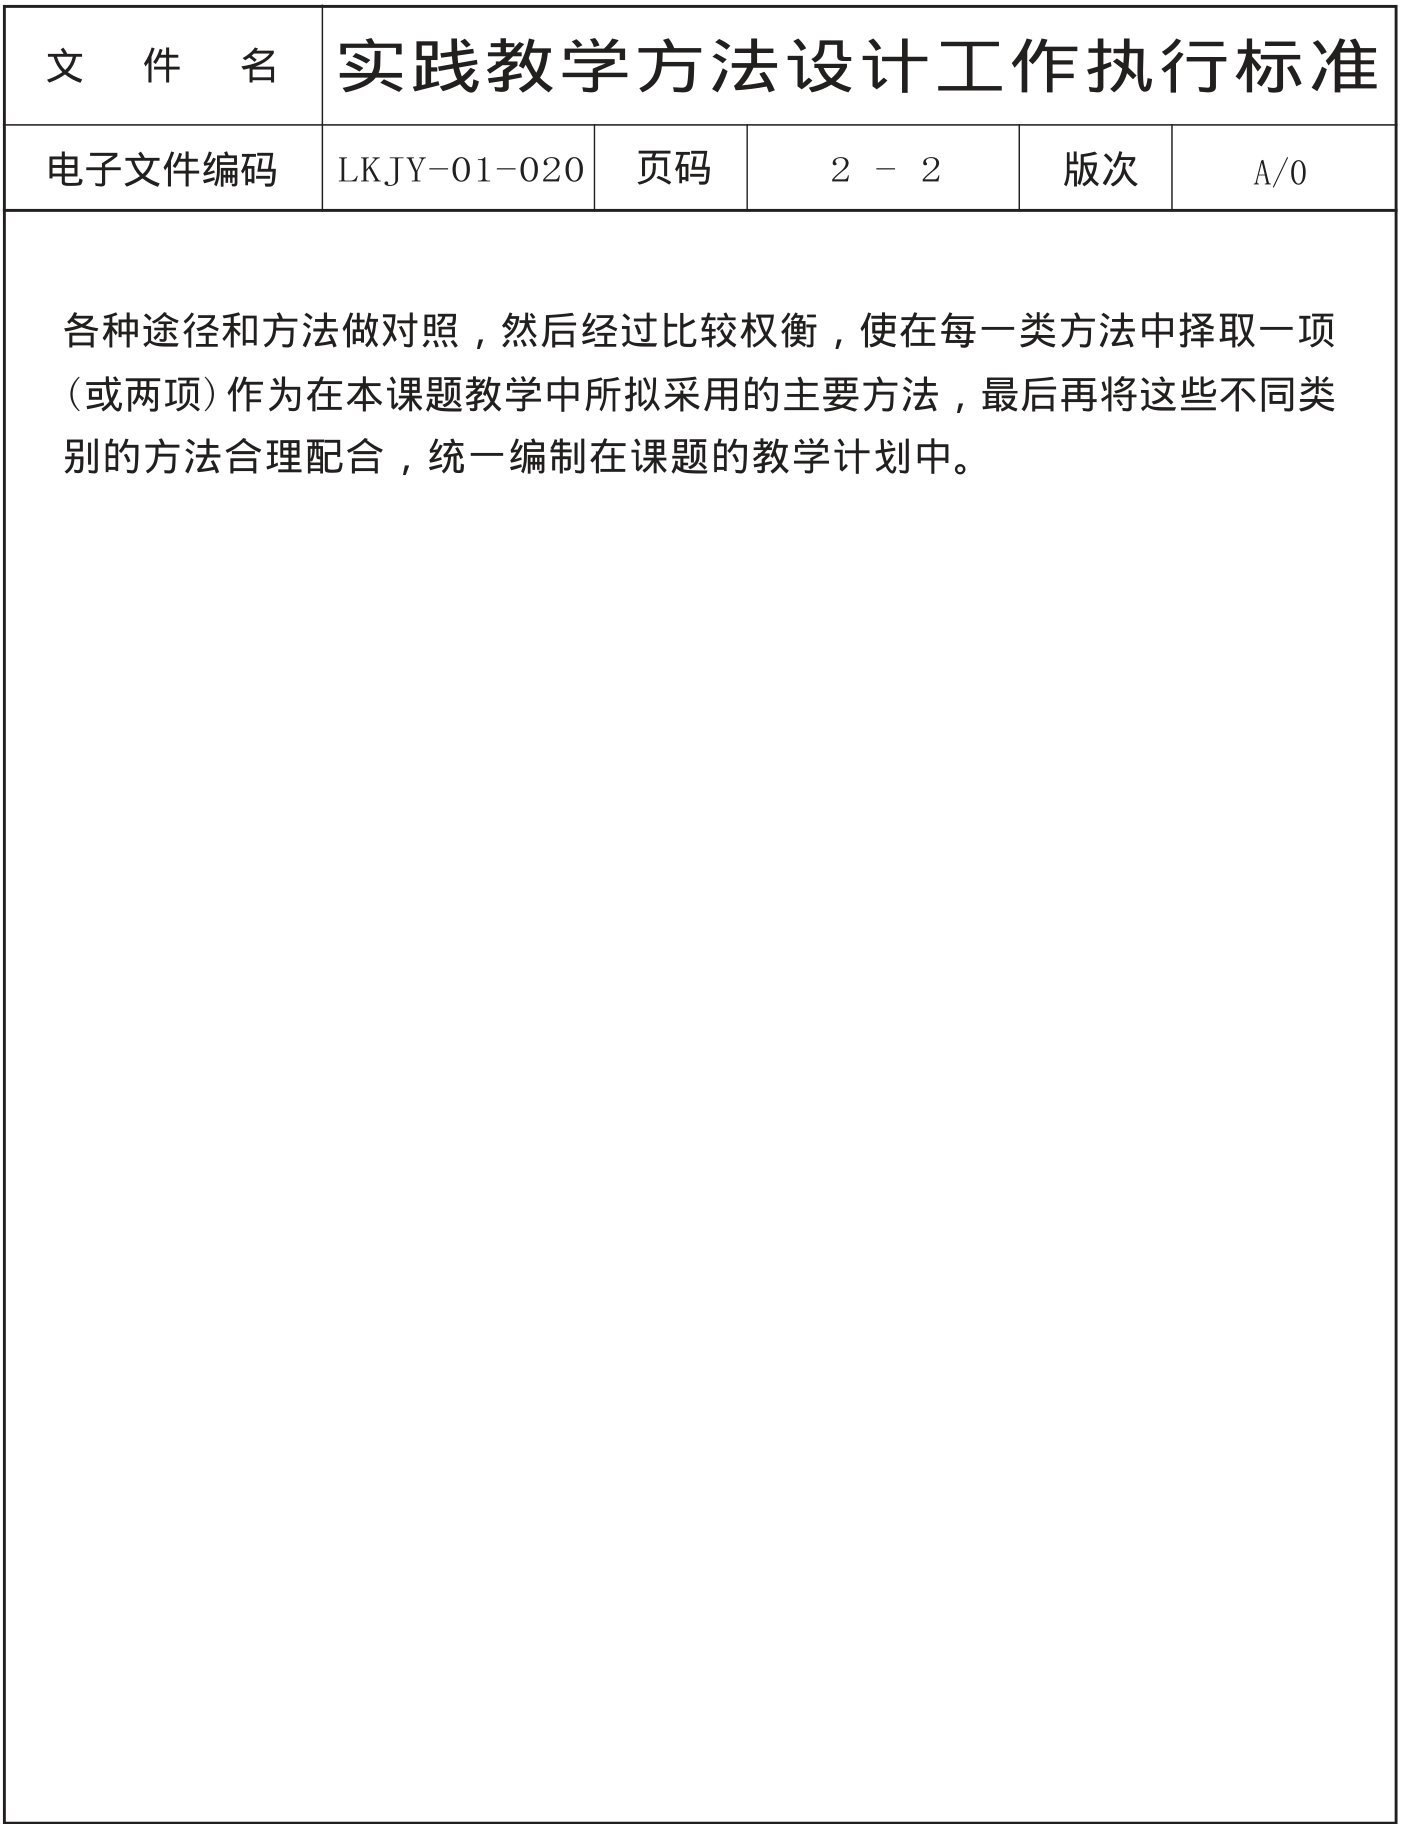 文 件 名 实践教学方法设计工作执行标准
电子文件编码 LKJY-01-020 页码 2 - 2 版次 A/0
各种途径和方法做对照，然后经过比较权衡，使在每一类方法中择取一项
(或两项)作为在本课题教学中所拟采用的主要方法，最后再将这些不同类
别的方法合理配合，统一编制在课题的教学计划中。